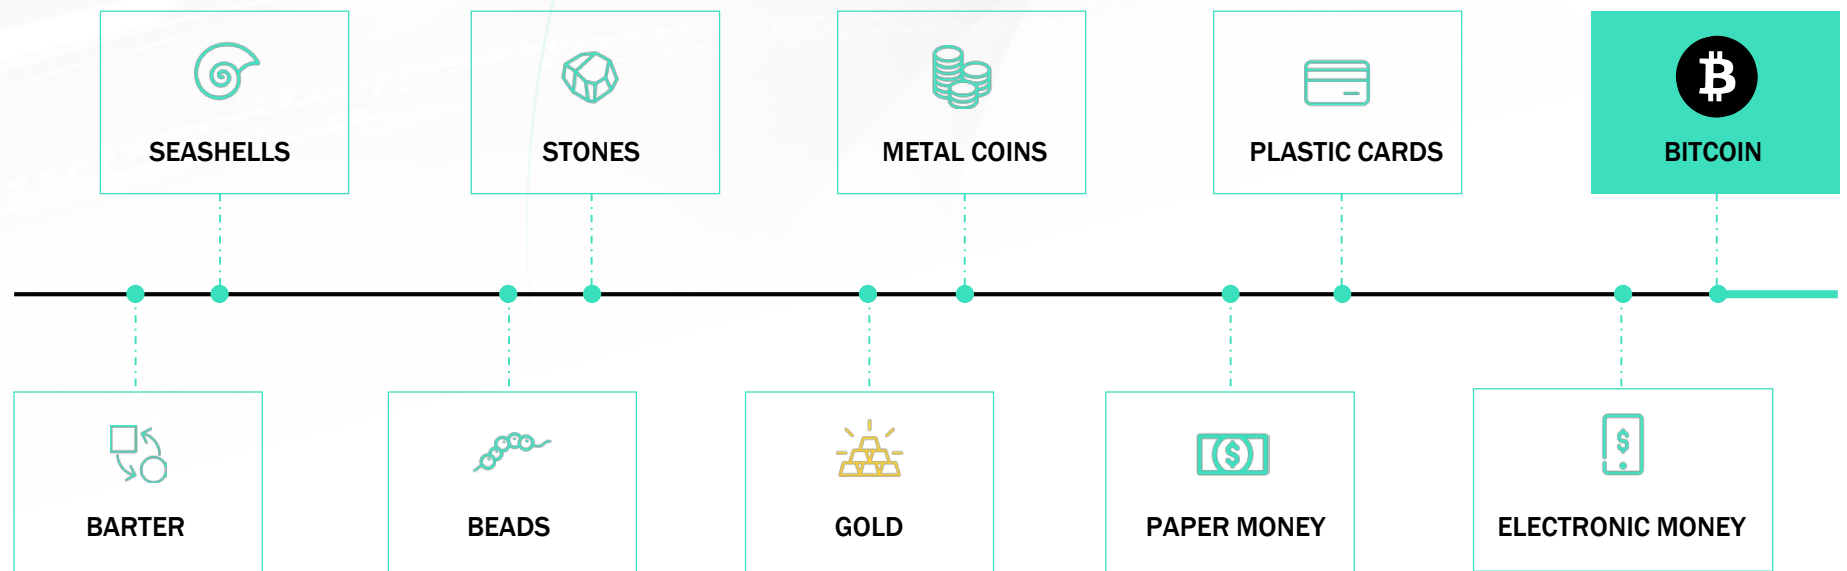 SEASHELLS
STONES
METAL COINS
PLASTIC CARDS
BITCOIN
BARTER
BEADS
GOLD
PAPER MONEY
ELECTRONIC MONEY